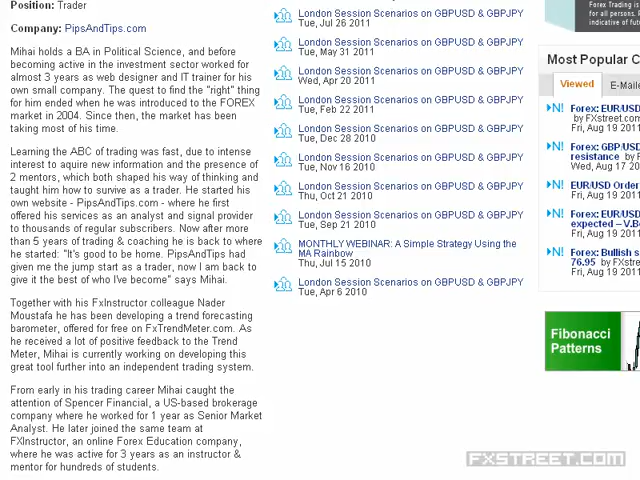 Position: Trader
Company: PipsAndTips.com
Mihai holds a BA in Political Science, and before
becoming active in the investment sector worked for
almost 3 years as web designer and IT trainer for his
own small company. The quest to find the "right" thing
for him ended when he was introduced to the FOREX
market in 2004. Since then, the market has been
taking most of his time.
Learning the ABC of trading was fast, due to intense
interest to aquire new information and the presence of
2 mentors, which both shaped his way of thinking and
taught him how to survive as a trader. He started his
own website - PipsAndTips.com - where he first
offered his services as an analyst and signal provider
to thousands of regular subscribers. Now after more
than 5 years of trading & coaching he is back to where
he started: "It's good to be home. PipsAndTips had
given me the jump start as a trader, now I am back to
give it the best of who I've become" says Mihai.
Together with his FxInstructor colleague Nader
Moustafa he has been developing a trend forecasting
barometer, offered for free on FxTrendMeter.com. As
he received a lot of positive feedback to the Trend
Meter, Mihai is currently working on developing this
great tool further into an independent trading system.
From early in his trading career Mihai caught the
attention of Spencer Financial, a US-based brokerage
company where he worked for 1 year as Senior Market
Analyst. He later joined the same team at
FXInstructor, an online Forex Education company,
where he was active for 3 years as an instructor &
mentor for hundreds of students.
London Session Scenarios on GBPUSD & GBPJPY
Tue, Jul 26 2011
London Session Scenarios on GBPUSD & GBPJPY
Tue, May 31 2011
London Session Scenarios on GBPUSD & GBPJPY
Wed, Apr 20 2011
London Session Scenarios on GBPUSD & GBPJPY
Tue, Feb 22 2011
London Session Scenarios on GBPUSD & GBPJPY
Tue, Dec 28 2010
London Session Scenarios on GBPUSD & GBPJPY
Tue, Nov 16 2010
London Session Scenarios on GBPUSD & GBPJPY
Thu, Oct 21 2010
London Session Scenarios on GBPUSD & GBPJPY
Tue, Sep 21 2010
MONTHLY WEBINAR: A Simple Strategy Using the
MA Rainbow
Thu, Jul 15 2010
London Session Scenarios on GBPUSD & GBPJPY
Tue, Apr 6 2010
Forex Trading is
for all persons. F
indicative of futu
Most Popular C
Viewed E-Maile
N! Forex: EUR/USD
by FXstreet.com
Fri, Aug 19 2011
N! Forex: GBP/USD
resistance by F
Wed, Aug 17 20
N! EUR/USD Order
Fri, Aug 19 2011
N! Forex: EUR/USD
expected – V.B
Fri, Aug 19 2011
N! Forex: Bullish s
76.95 by FXstre
Fri, Aug 19 2011
Fibonacci
Patterns
FXSTREET.COM